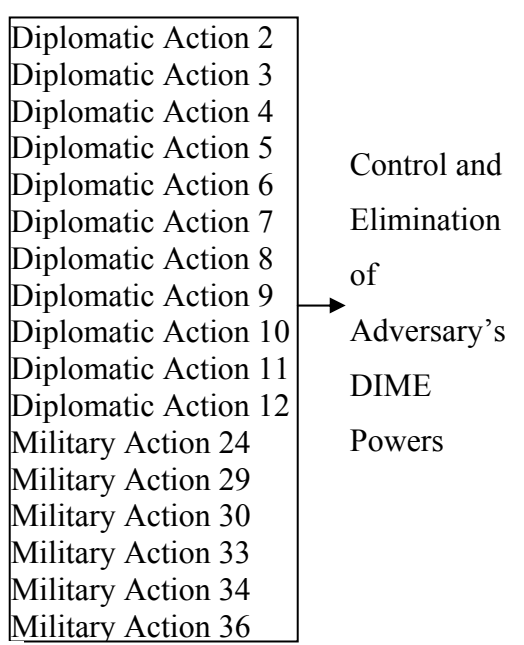 Diplomatic Action 2
Diplomatic Action 3
Diplomatic Action 4
Diplomatic Action 5
Diplomatic Action 6
Diplomatic Action 7
Diplomatic Action 8
Diplomatic Action 9
Diplomatic Action 10
Diplomatic Action 11
Diplomatic Action 12
Military Action 24
Military Action 29
Military Action 30
Military Action 33
Military Action 34
Military Action 36
Control and
Elimination
of
Adversary’s
DIME
Powers